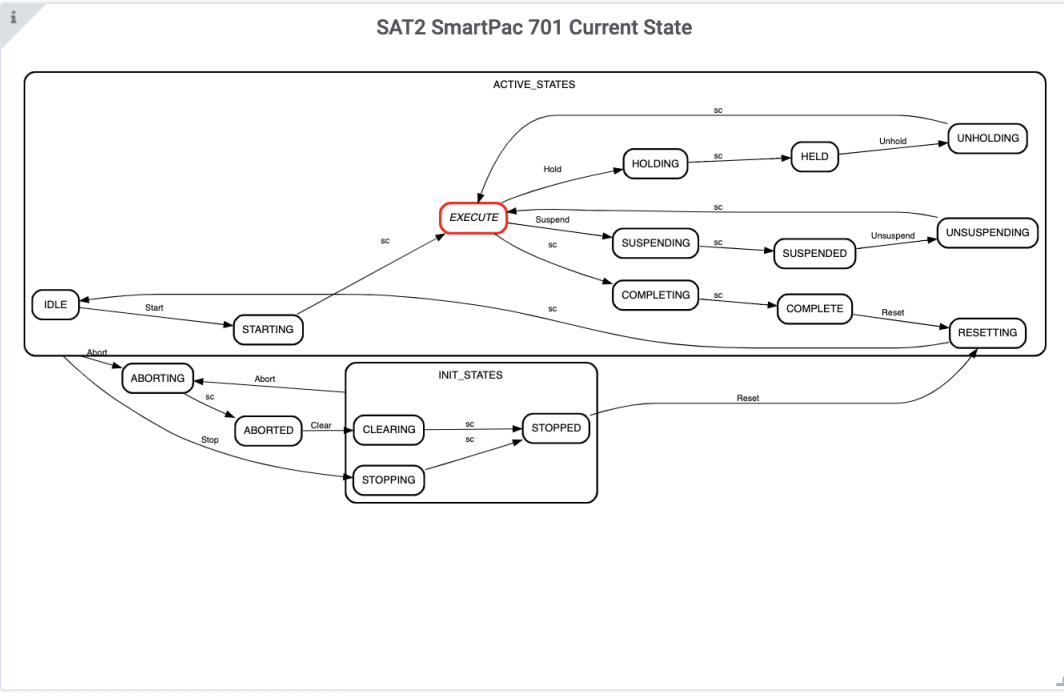 i
SAT2 SmartPac 701 Current State
ACTIVE_STATES
sc
UNHOLDING
Unhold
HELD
sc
HOLDING
Hold
EXECUTE
sc
Suspend
SUSPENDING
sc
SUSPENDED
Unsuspend
UNSUSPENDING
sc
sc
COMPLETING
sc
COMPLETE
Reset
RESETTING
IDLE
Start
STARTING
sc
Abort
ABORTING
Abort
sc
ABORTED
Clear
Stop
INIT_STATES
CLEARING
sc
STOPPED
sc
STOPPING
Reset